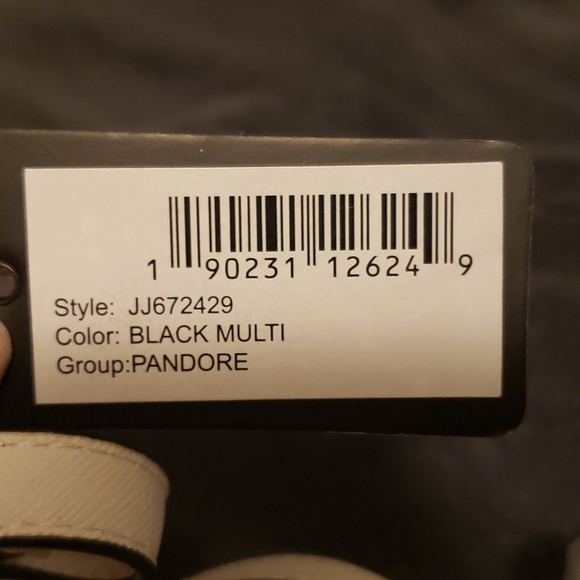 1 90231 12624 9
Style: JJ672429
Color: BLACK MULTI
Group:PANDORE